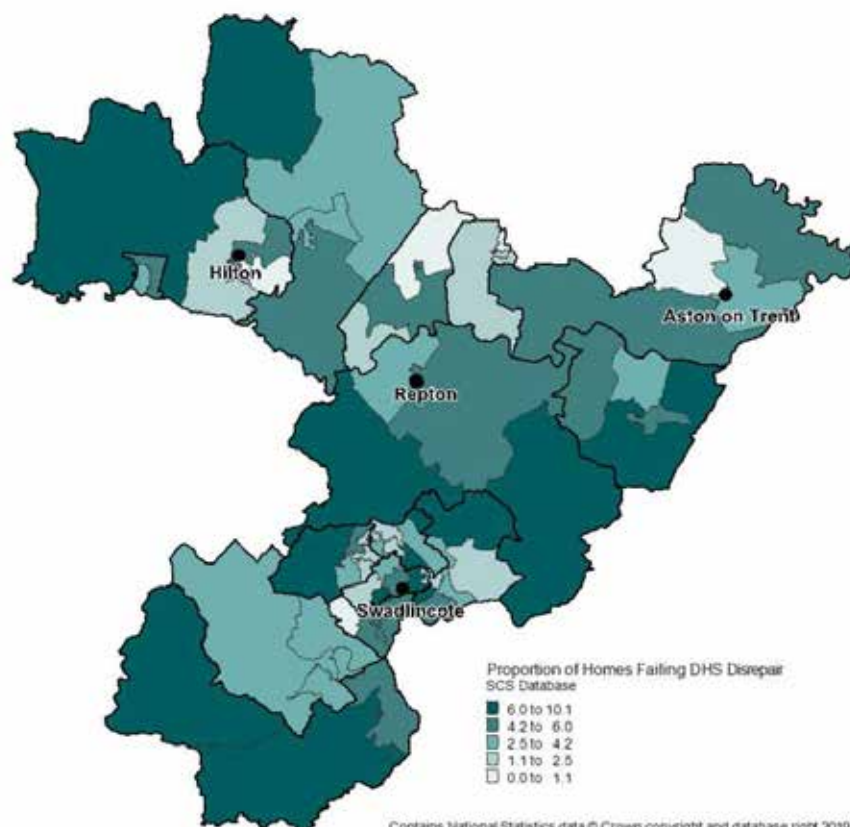 Hilton
Aston on Trent
Repton
Swadlincote
Proportion of Homes Failing DHS Disrepair
SCS Database
6.0 to 10.1
4.2 to 6.0
2.5 to 4.2
1.1 to 2.5
0.0 to 1.1
Contains National Statistics data © Crown copyright and database right 2019